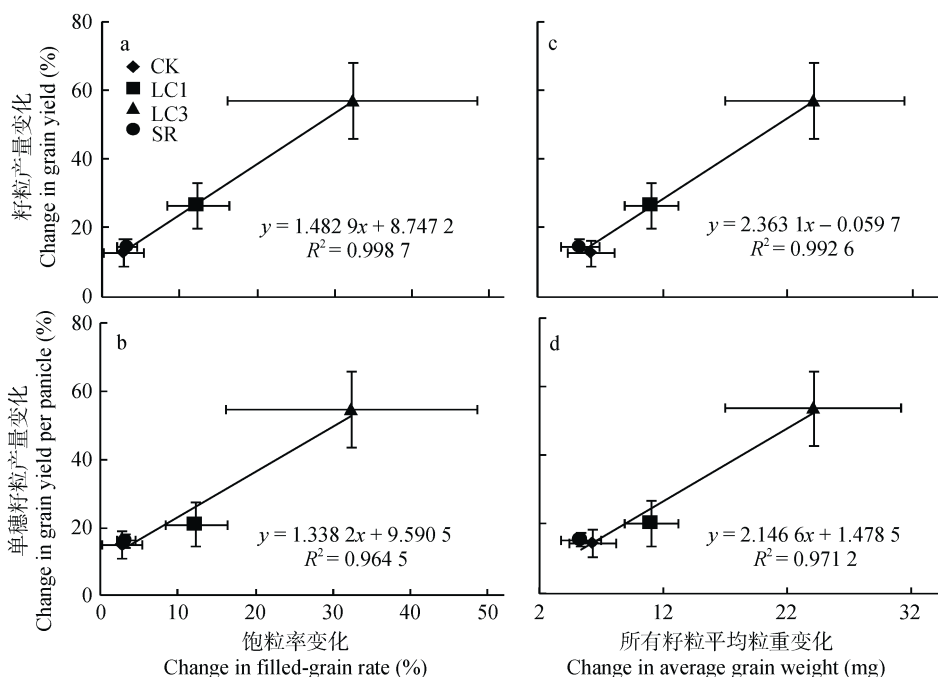 籽粒产量变化
Change in grain yield (%)
80
60
40
20
0
a
CK
LC1
LC3
SR
y = 1.482 9x + 8.747 2
R² = 0.998 7
0
10
20
30
40
50
c
y = 2.363 1x − 0.059 7
R² = 0.992 6
单穗籽粒产量变化
Change in grain yield per panicle (%)
80
60
40
20
0
b
y = 1.338 2x + 9.590 5
R² = 0.964 5
0
10
20
30
40
50
饱粒率变化
Change in filled-grain rate (%)
d
y = 2.146 6x + 1.478 5
R² = 0.971 2
2
12
22
32
所有籽粒平均粒重变化
Change in average grain weight (mg)